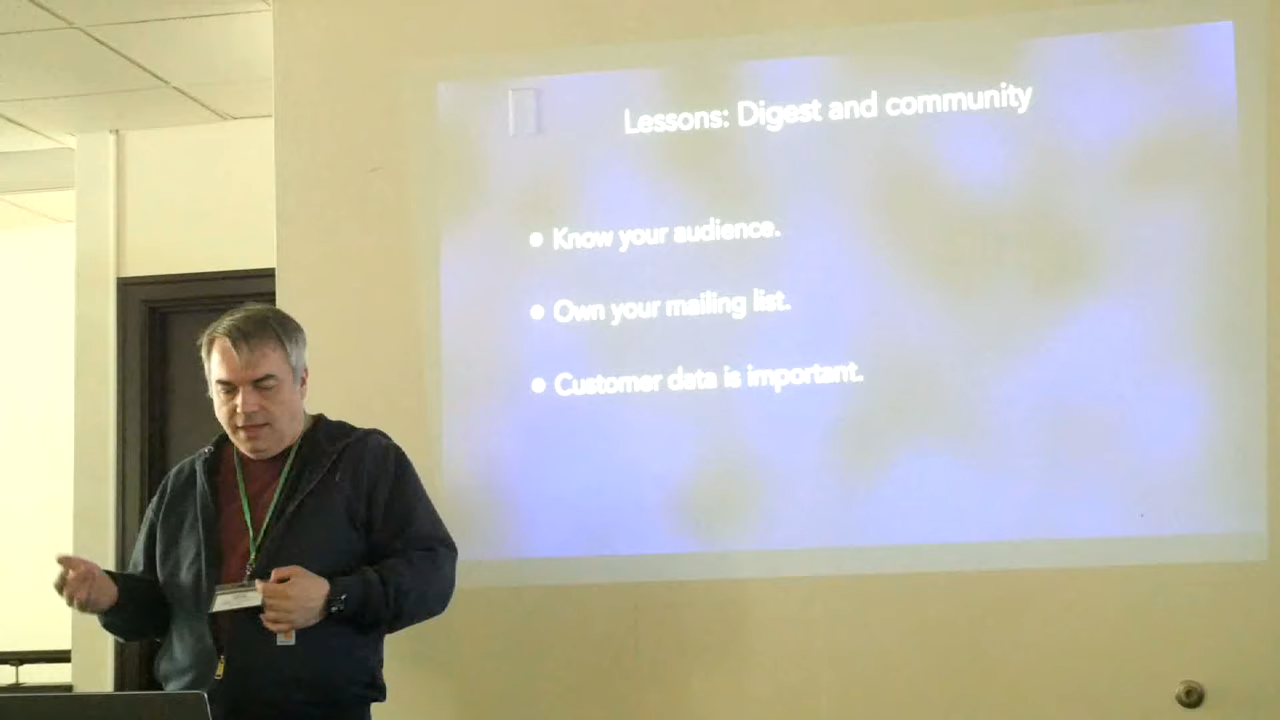 Lessons: Digest and community
• Know your audience.
• Own your mailing list.
• Customer data is important.